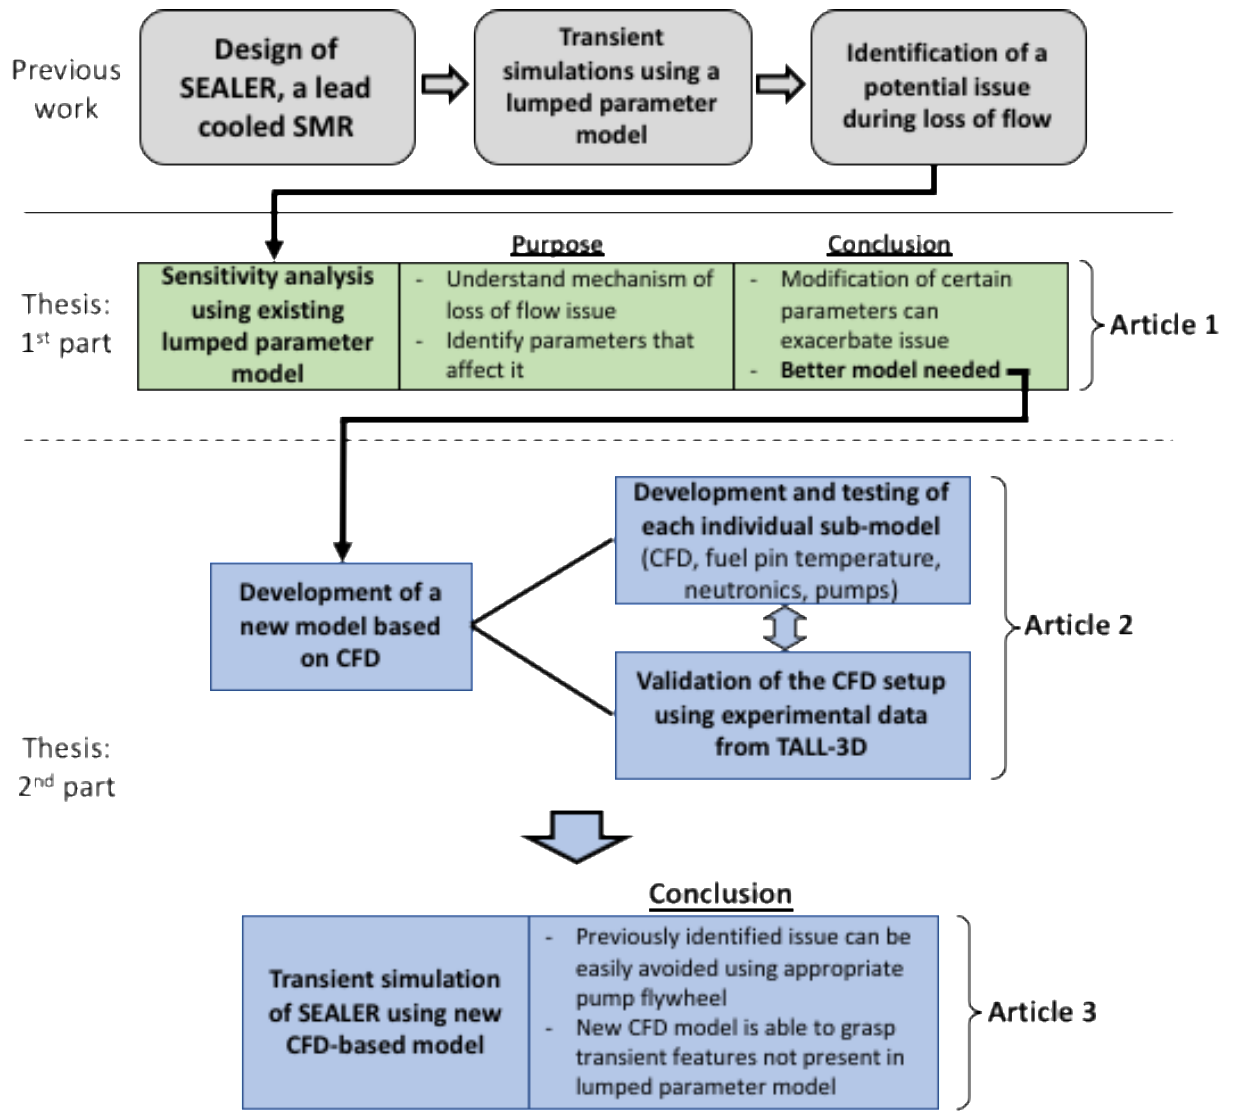 Previous
work
Design of
SEALER, a lead
cooled SMR
Transient
simulations using a
lumped parameter
model
Identification of a
potential issue
during loss of flow
Thesis:
1st part
Sensitivity analysis
using existing
lumped parameter
model
Purpose
- Understand mechanism of
loss of flow issue
- Identify parameters that
affect it
Conclusion
- Modification of certain
parameters can
exacerbate issue
- Better model needed
Article 1
Thesis:
2nd part
Development of a
new model based
on CFD
Development and testing of
each individual sub-model
(CFD, fuel pin temperature,
neutronics, pumps)
Validation of the CFD setup
using experimental data
from TALL-3D
Article 2
Transient simulation
of SEALER using new
CFD-based model
Conclusion
- Previously identified issue can be
easily avoided using appropriate
pump flywheel
- New CFD model is able to grasp
transient features not present in
lumped parameter model
Article 3